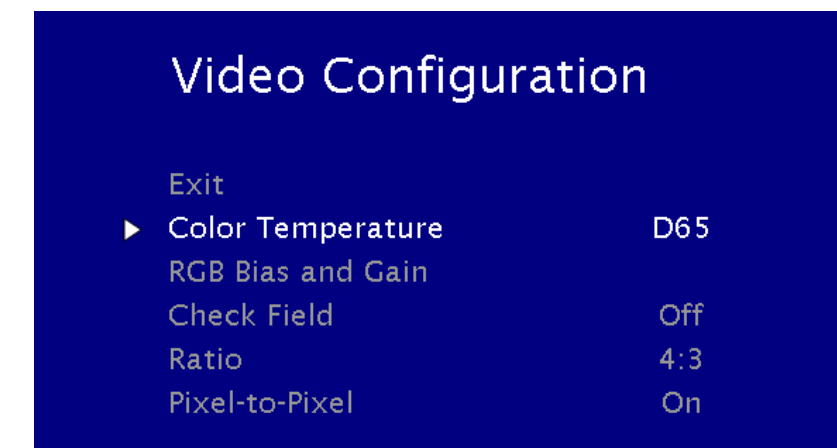 Video Configuration
Exit
Color Temperature D65
RGB Bias and Gain
Check Field Off
Ratio 4:3
Pixel-to-Pixel On